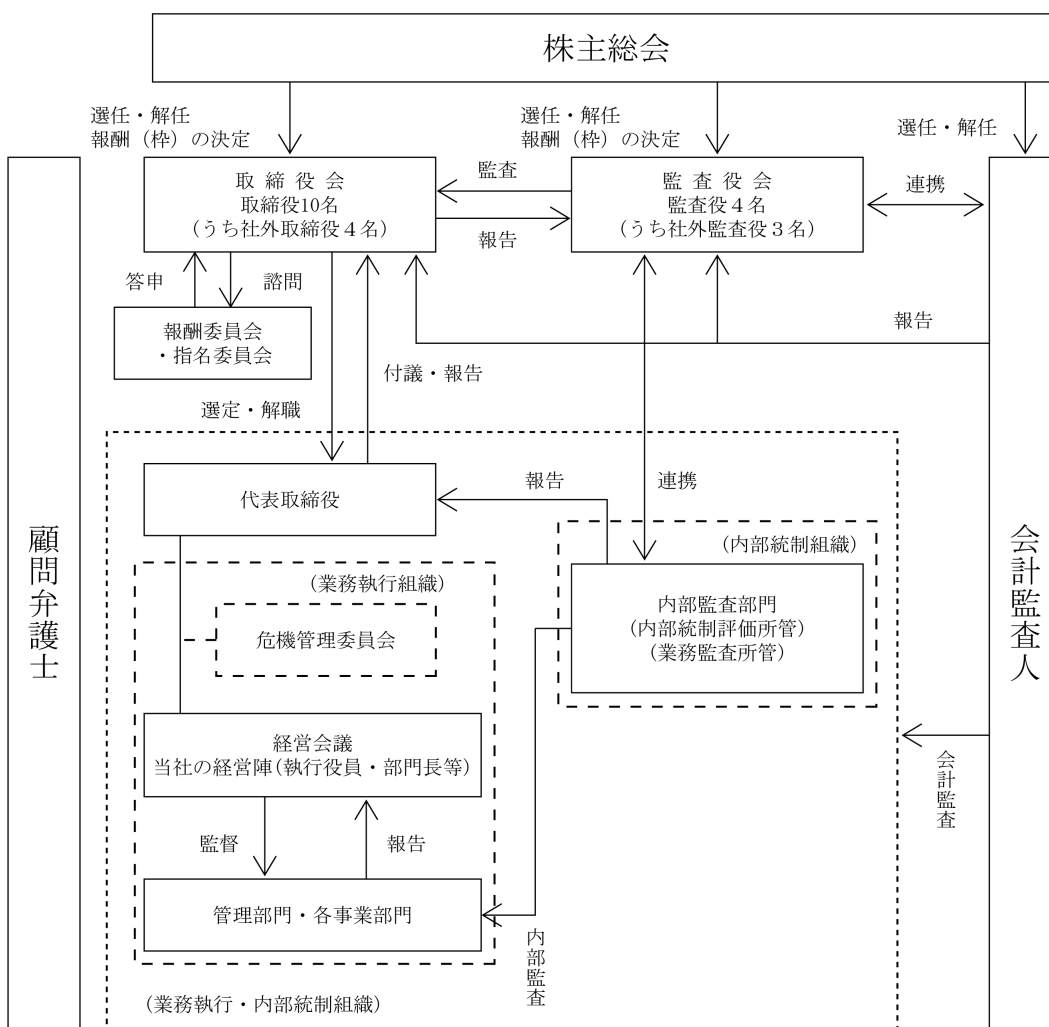 株主総会
選任・解任
報酬（枠）の決定
選任・解任
報酬（枠）の決定
選任・解任
取締役会
取締役10名
（うち社外取締役４名）
監査
報告
監査役会
監査役４名
（うち社外監査役３名）
連携
答申
諮問
報酬委員会
・指名委員会
付議・報告
報告
選定・解職
代表取締役
報告
連携
（内部統制組織）
内部監査部門
（内部統制評価所管）
（業務監査所管）
（業務執行組織）
危機管理委員会
経営会議
当社の経営陣（執行役員・部門長等）
監督
報告
管理部門・各事業部門
内部監査
会計監査
（業務執行・内部統制組織）
顧問弁護士
会計監査人